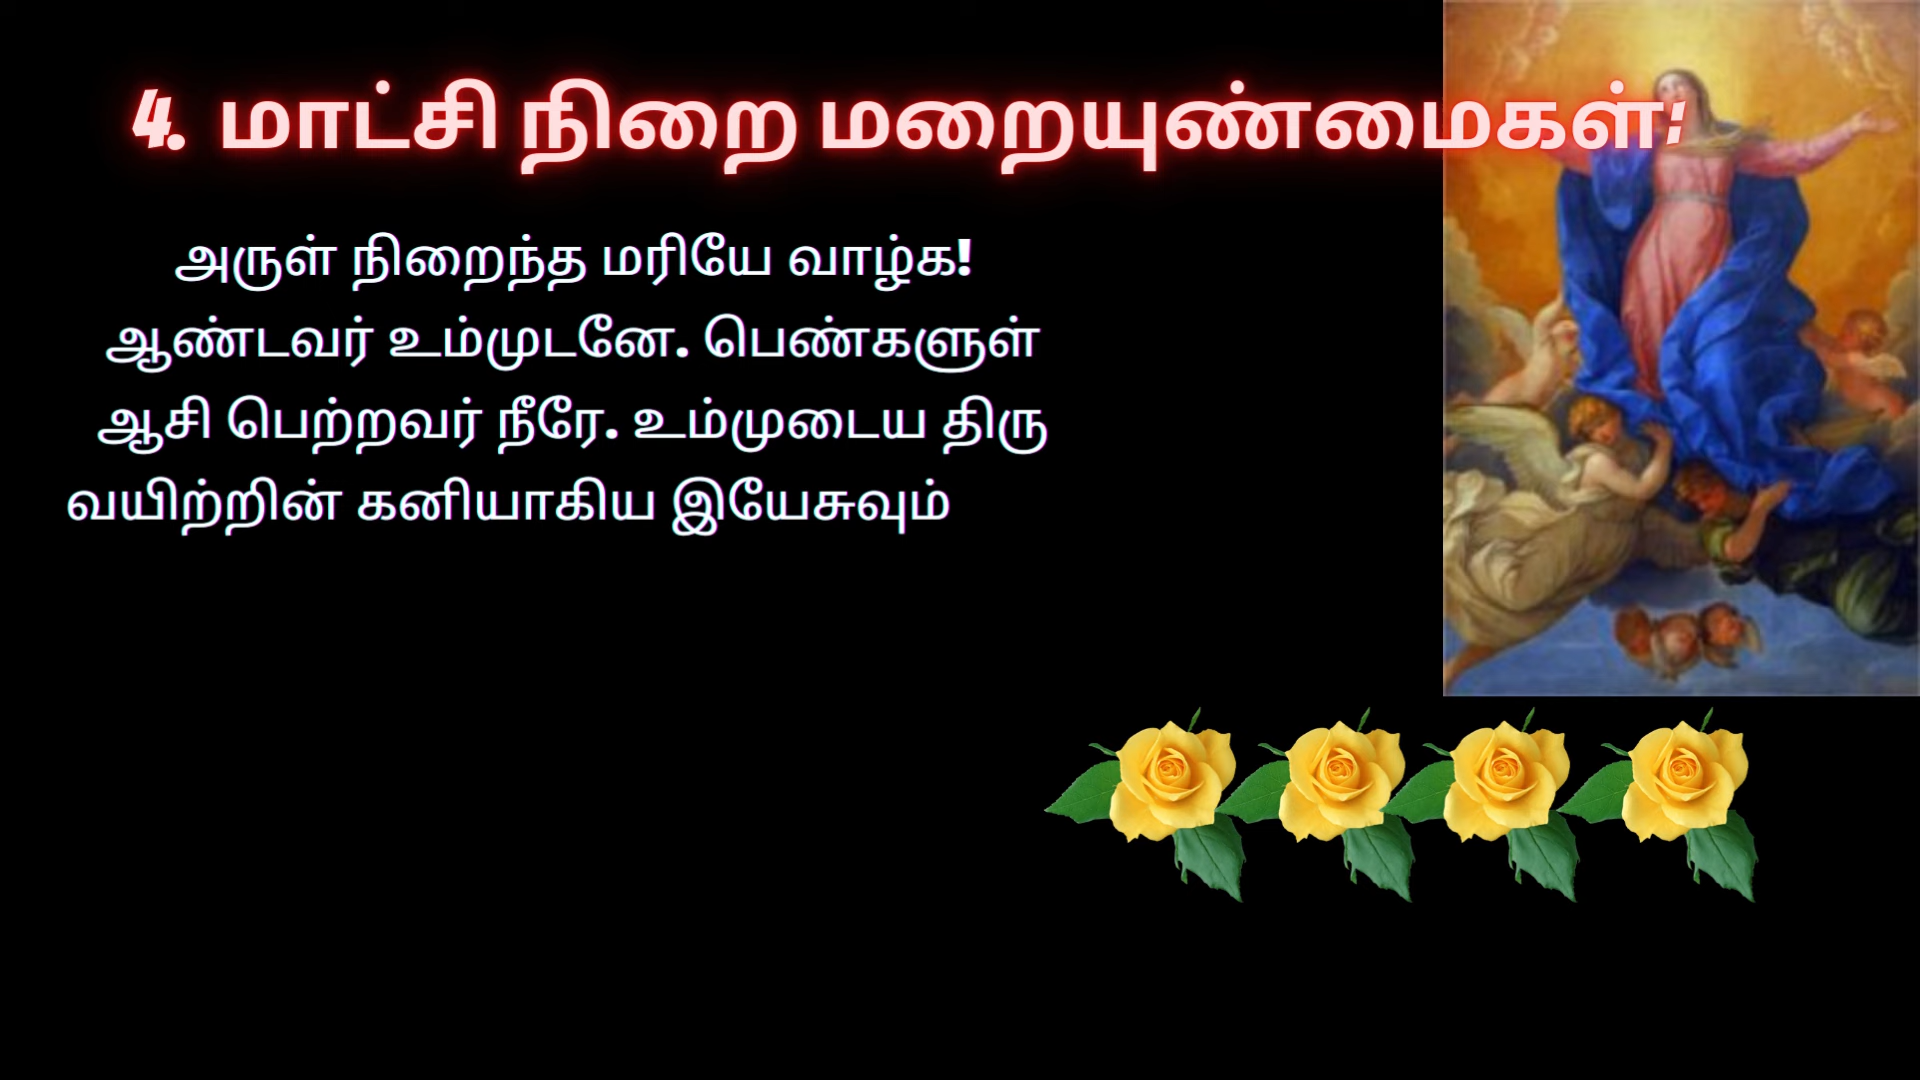 4. மாட்சி நிறை மறையுண்மைகள்:
அருள் நிறைந்த மரியே வாழ்க!
ஆண்டவர் உம்முடனே. பெண்களுள்
ஆசி பெற்றவர் நீரே. உம்முடைய திரு
வயிற்றின் கனியாகிய இயேசுவும்